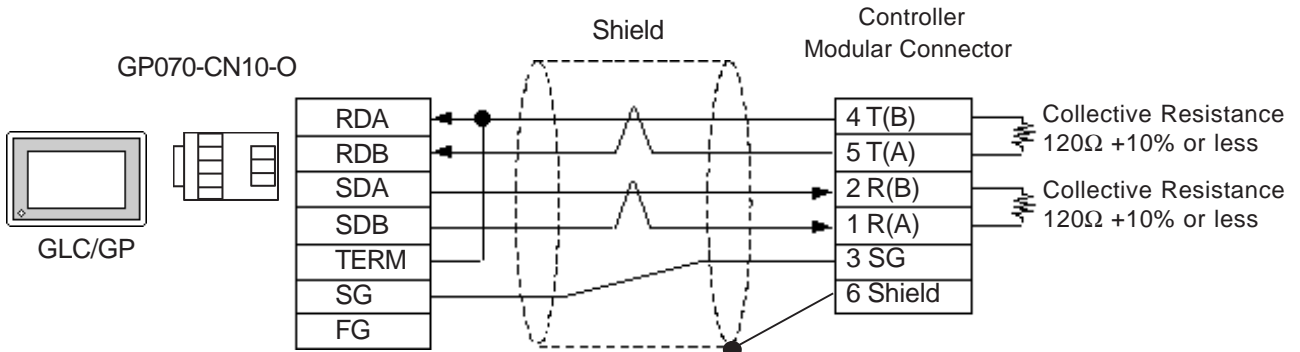 Shield
Controller
Modular Connector
GP070-CN10-O
GLC/GP
RDA
RDB
SDA
SDB
TERM
SG
FG
4 T(B)
5 T(A)
2 R(B)
1 R(A)
3 SG
6 Shield
Collective Resistance
120Ω +10% or less
Collective Resistance
120Ω +10% or less